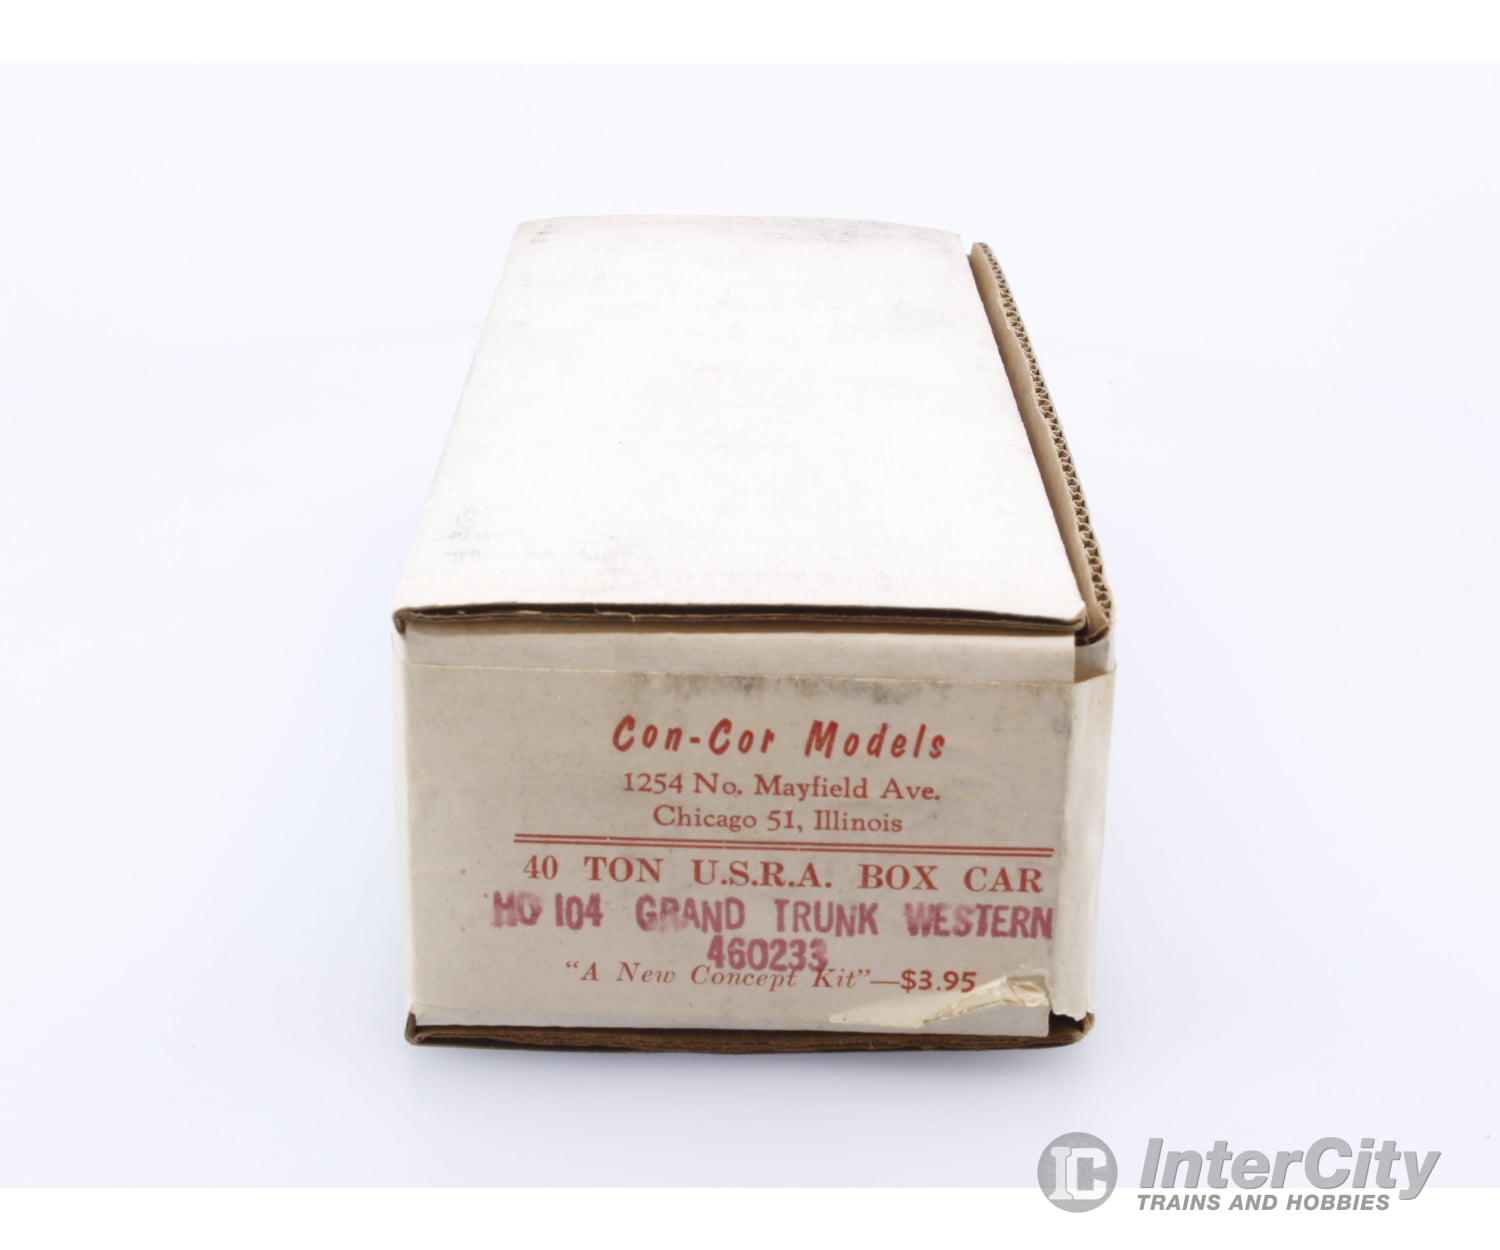 Con-Cor Models
1254 No. Mayfield Ave.
Chicago 51, Illinois
40 TON U.S.R.A. BOX CAR
HO 104 GRAND TRUNK WESTERN
460233
"A New Concept Kit"—$3.95
IC InterCity
TRAINS AND HOBBIES